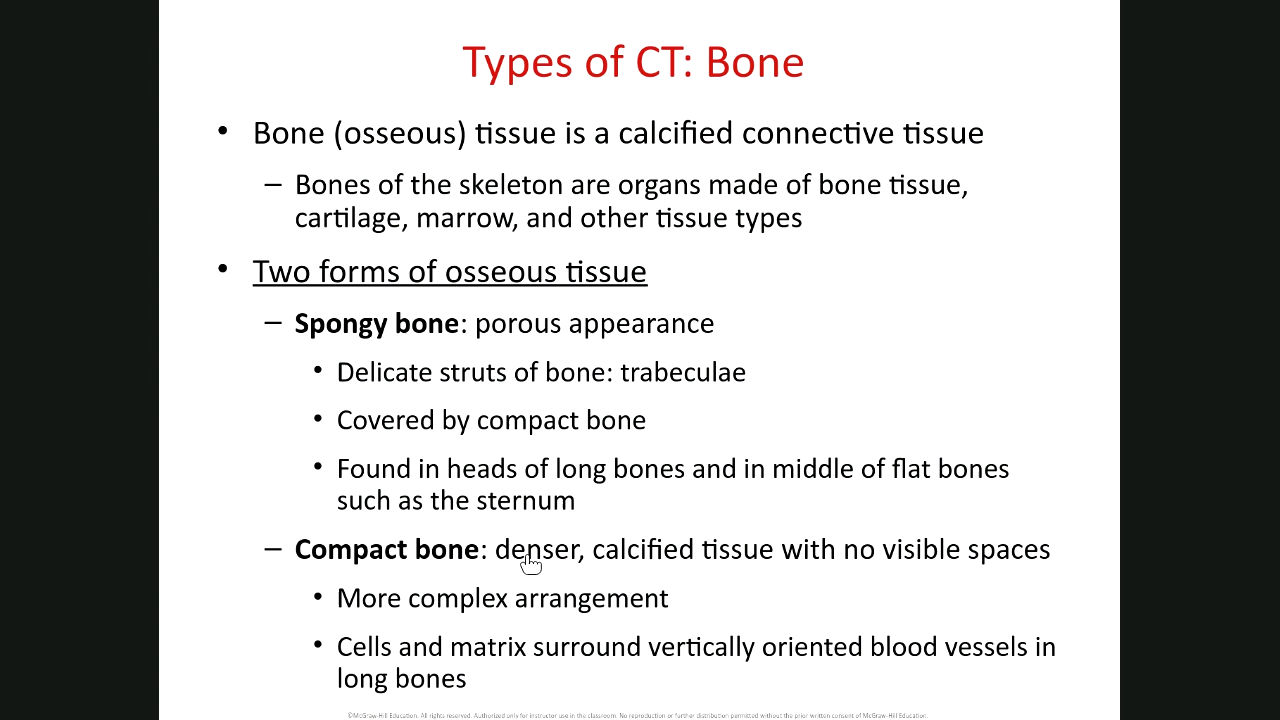 Types of CT: Bone
• Bone (osseous) tissue is a calcified connective tissue
– Bones of the skeleton are organs made of bone tissue,
cartilage, marrow, and other tissue types
• Two forms of osseous tissue
– Spongy bone: porous appearance
• Delicate struts of bone: trabeculae
• Covered by compact bone
• Found in heads of long bones and in middle of flat bones
such as the sternum
– Compact bone: denser, calcified tissue with no visible spaces
• More complex arrangement
• Cells and matrix surround vertically oriented blood vessels in
long bones
©McGraw-Hill Education. All rights reserved. Authorized only for instructor use in the classroom. No reproduction or further distribution permitted without the prior written consent of McGraw-Hill Education.